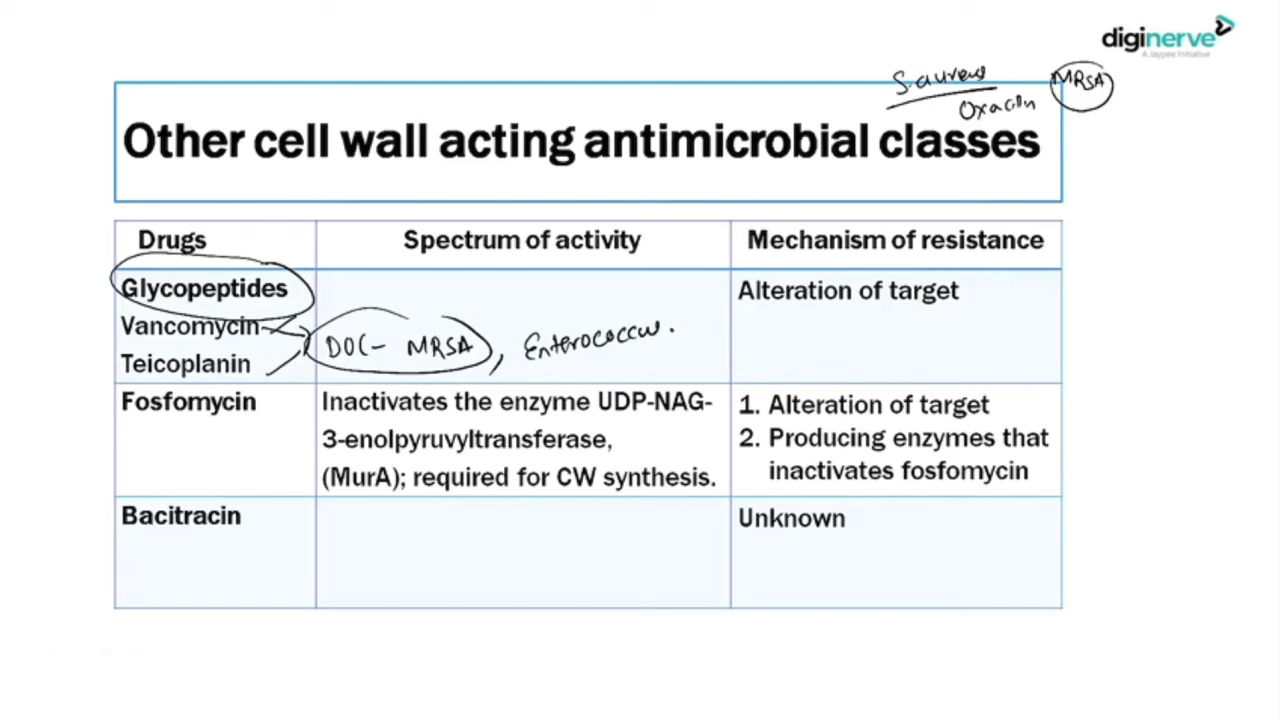 diginerve
A Jaypee Initiative
S.aureus
MRSA
Oxacilin
Other cell wall acting antimicrobial classes
Drugs
Spectrum of activity
Mechanism of resistance
Glycopeptides
Vancomycin
Teicoplanin
DOC- MRSA, Enterococcus.
Alteration of target
Fosfomycin
Inactivates the enzyme UDP-NAG-
3-enolpyruvyltransferase,
(MurA); required for CW synthesis.
1. Alteration of target
2. Producing enzymes that
inactivates fosfomycin
Bacitracin
Unknown